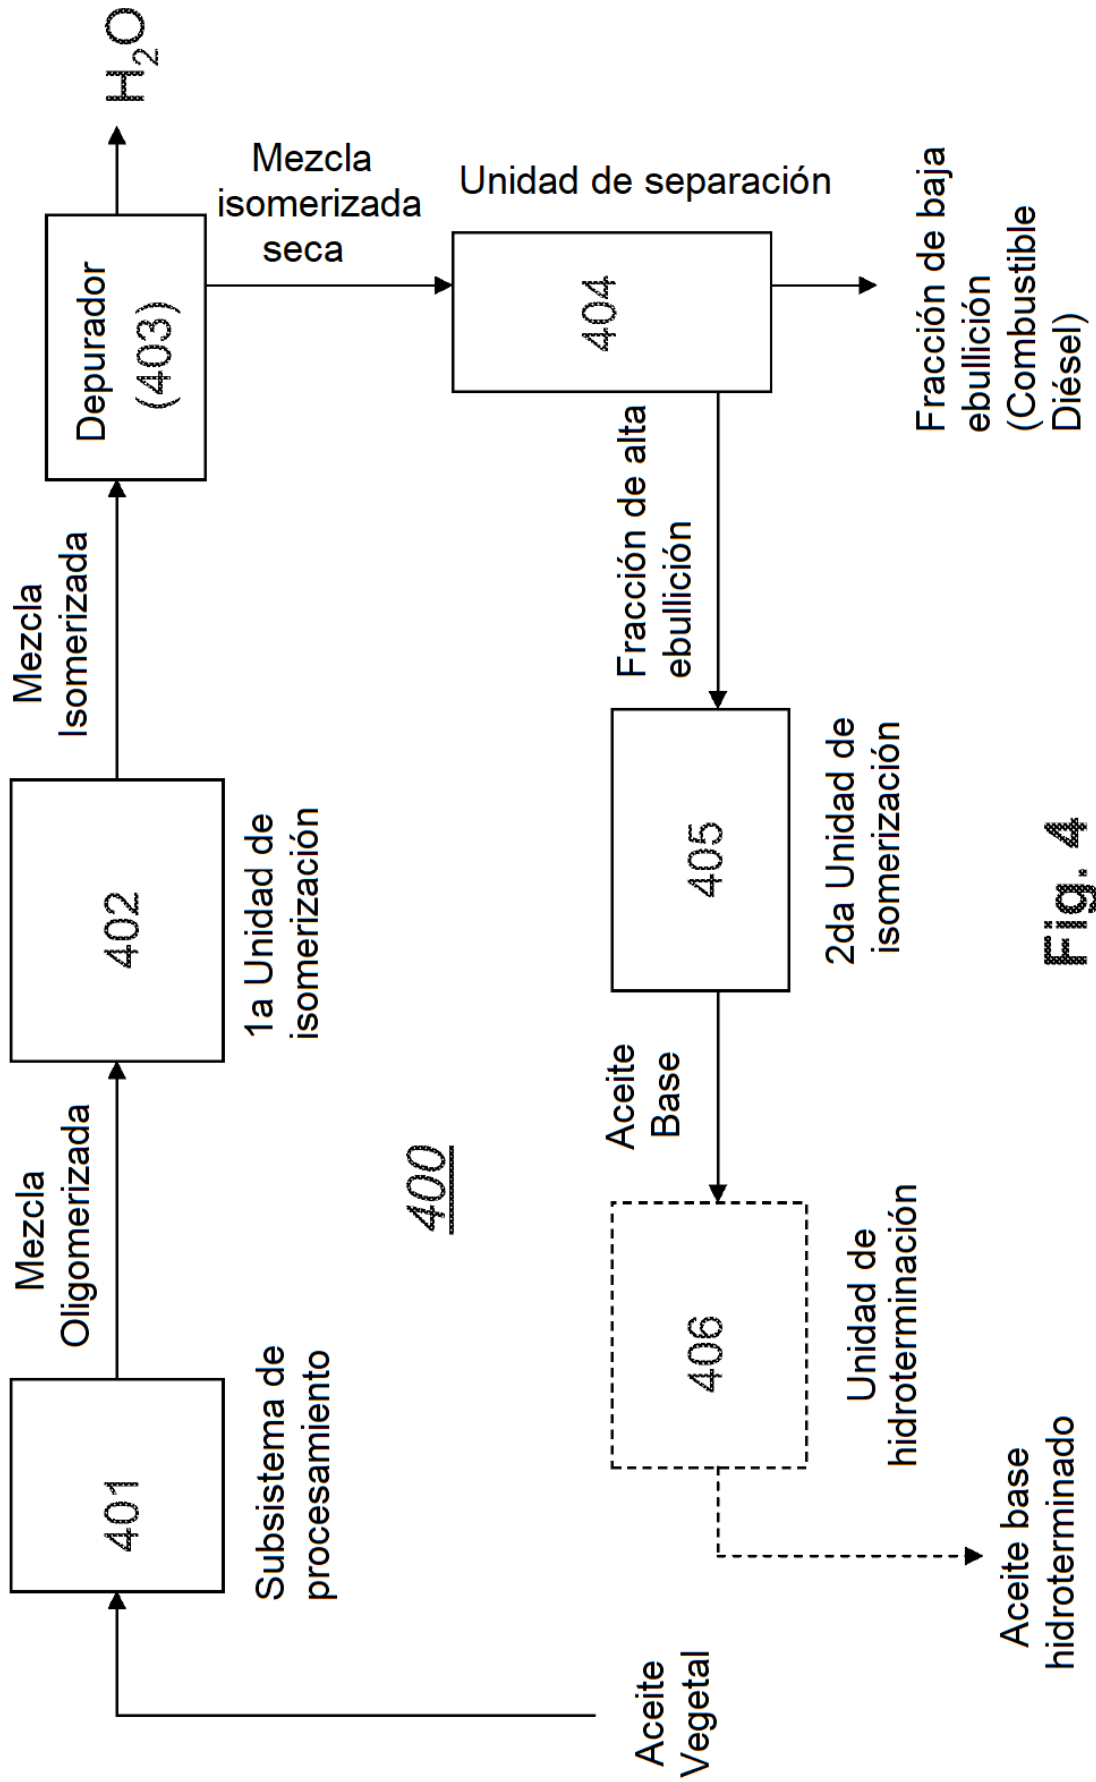 Aceite
Vegetal
401
Subsistema de
procesamiento
Mezcla
Oligomerizada
402
1a Unidad de
isomerización
Mezcla
Isomerizada
Depurador
(403)
H₂O
Mezcla
isomerizada
seca
Unidad de separación
404
Fracción de baja
ebullición
(Combustible
Diésel)
Fracción de alta
ebullición
405
2da Unidad de
isomerización
Aceite
Base
406
Unidad de
hidroterminación
Aceite base
hidroterminado
400
Fig. 4